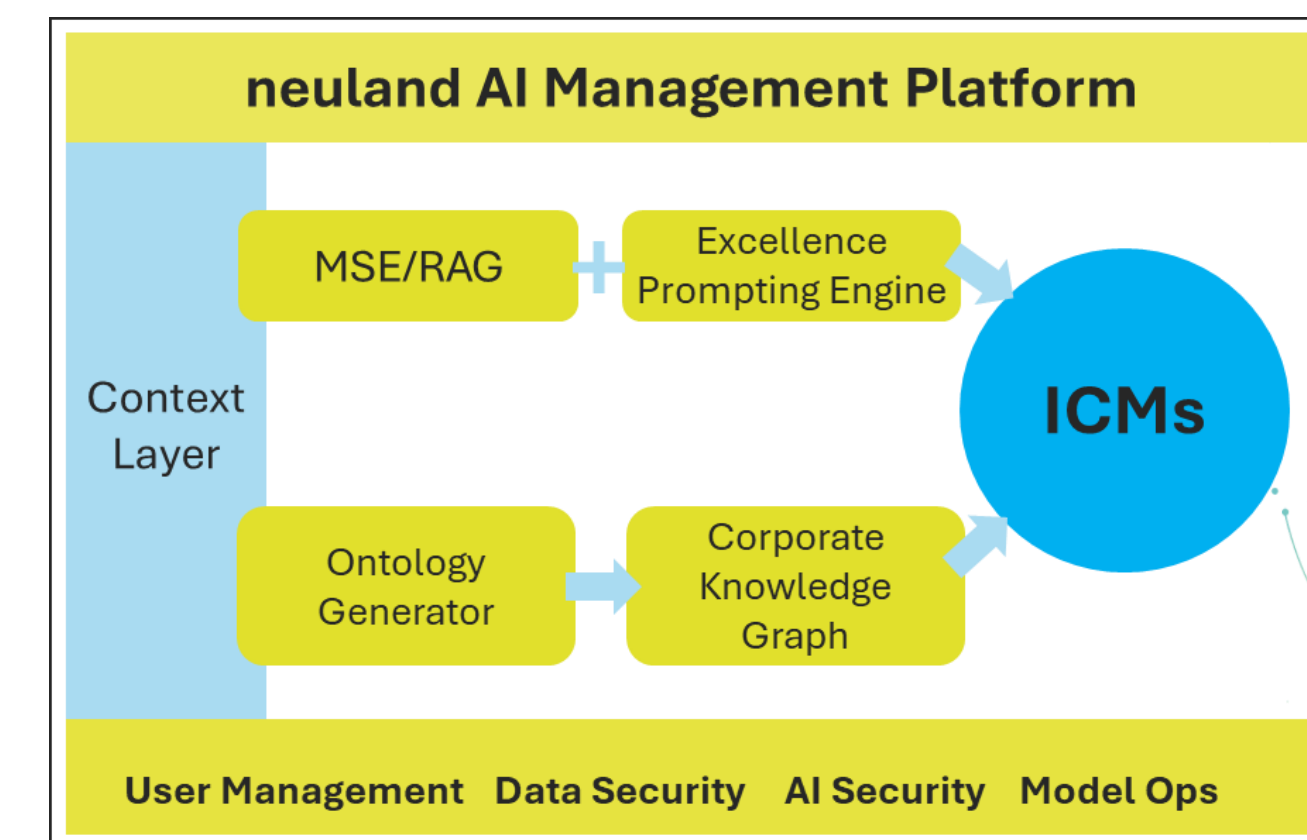 neuland AI Management Platform
MSE/RAG
Excellence
Prompting Engine
Context
Layer
ICMs
Ontology
Generator
Corporate
Knowledge
Graph
User Management Data Security AI Security Model Ops